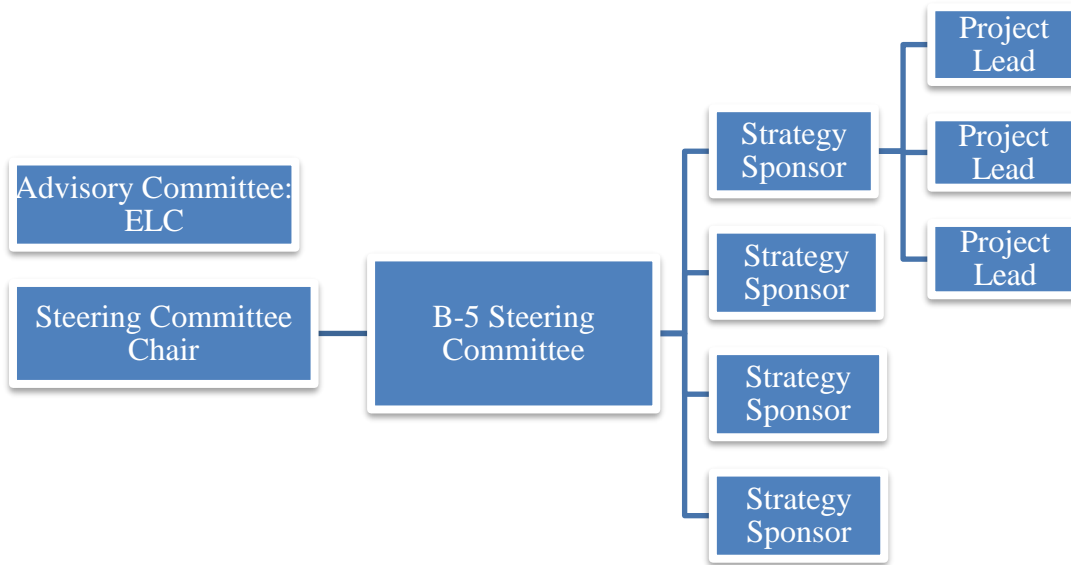 Advisory Committee:
ELC
Steering Committee
Chair
B-5 Steering
Committee
Strategy
Sponsor
Strategy
Sponsor
Strategy
Sponsor
Strategy
Sponsor
Project
Lead
Project
Lead
Project
Lead